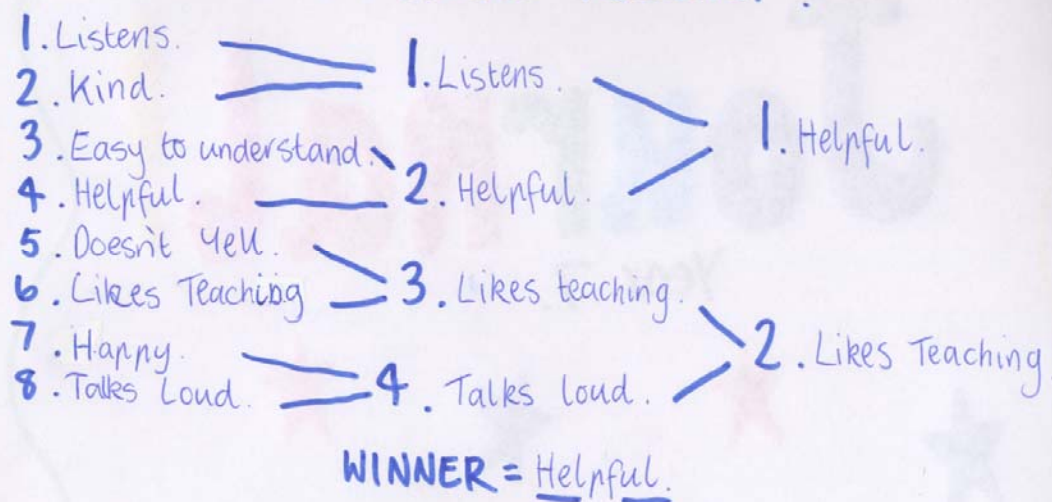 1. Listens.
2. Kind.
3. Easy to understand.
4. Helpful.
5. Doesn't Yell.
6. Likes Teaching
7. Happy.
8. Talks Loud.
1. Listens.
2. Helpful.
3. Likes teaching.
4. Talks loud.
1. Helpful.
2. Likes Teaching
WINNER = Helpful.